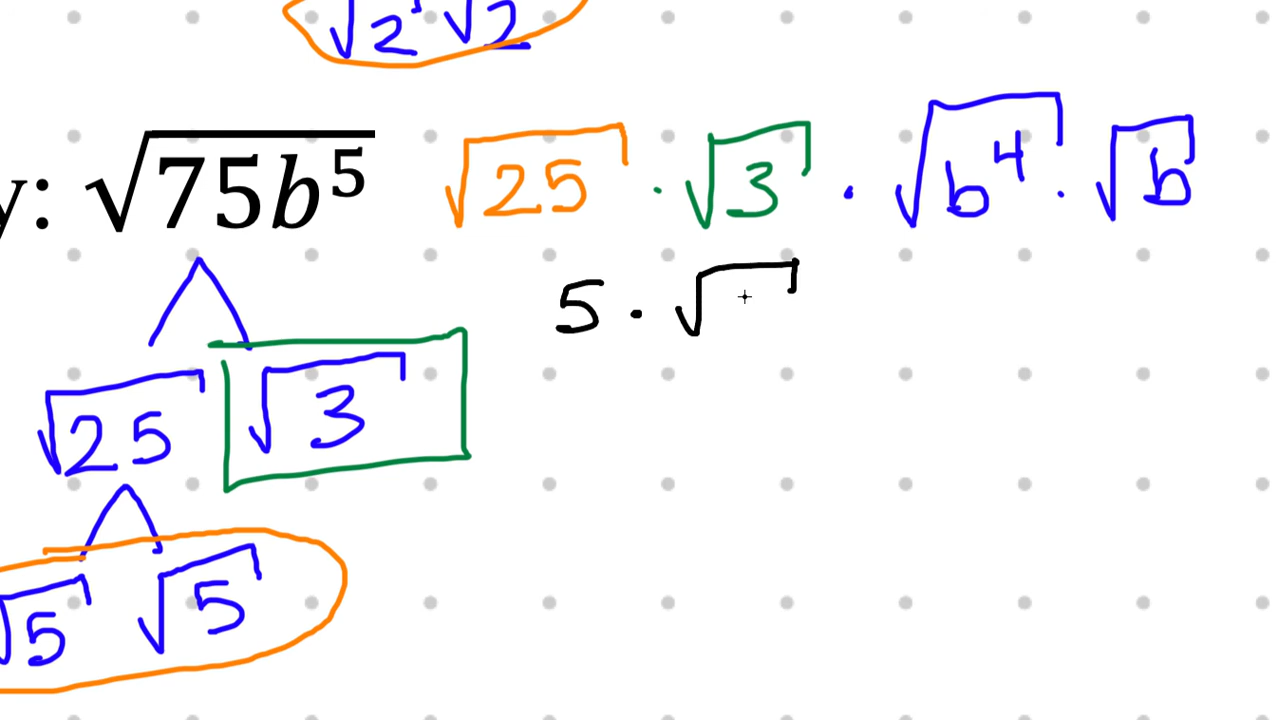 √2 √2
y: √75b⁵ √25 · √3 · √b⁴ · √b
5 · √
√25 √3
√5 √5